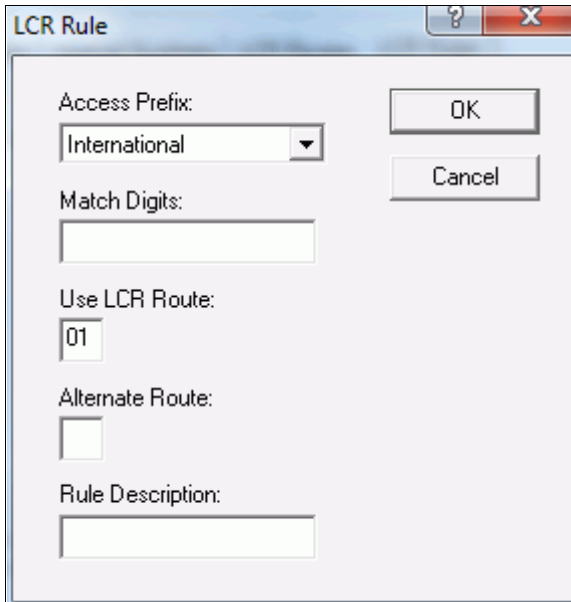 LCR Rule
Access Prefix:
International
OK
Cancel
Match Digits:
Use LCR Route:
01
Alternate Route:
Rule Description: